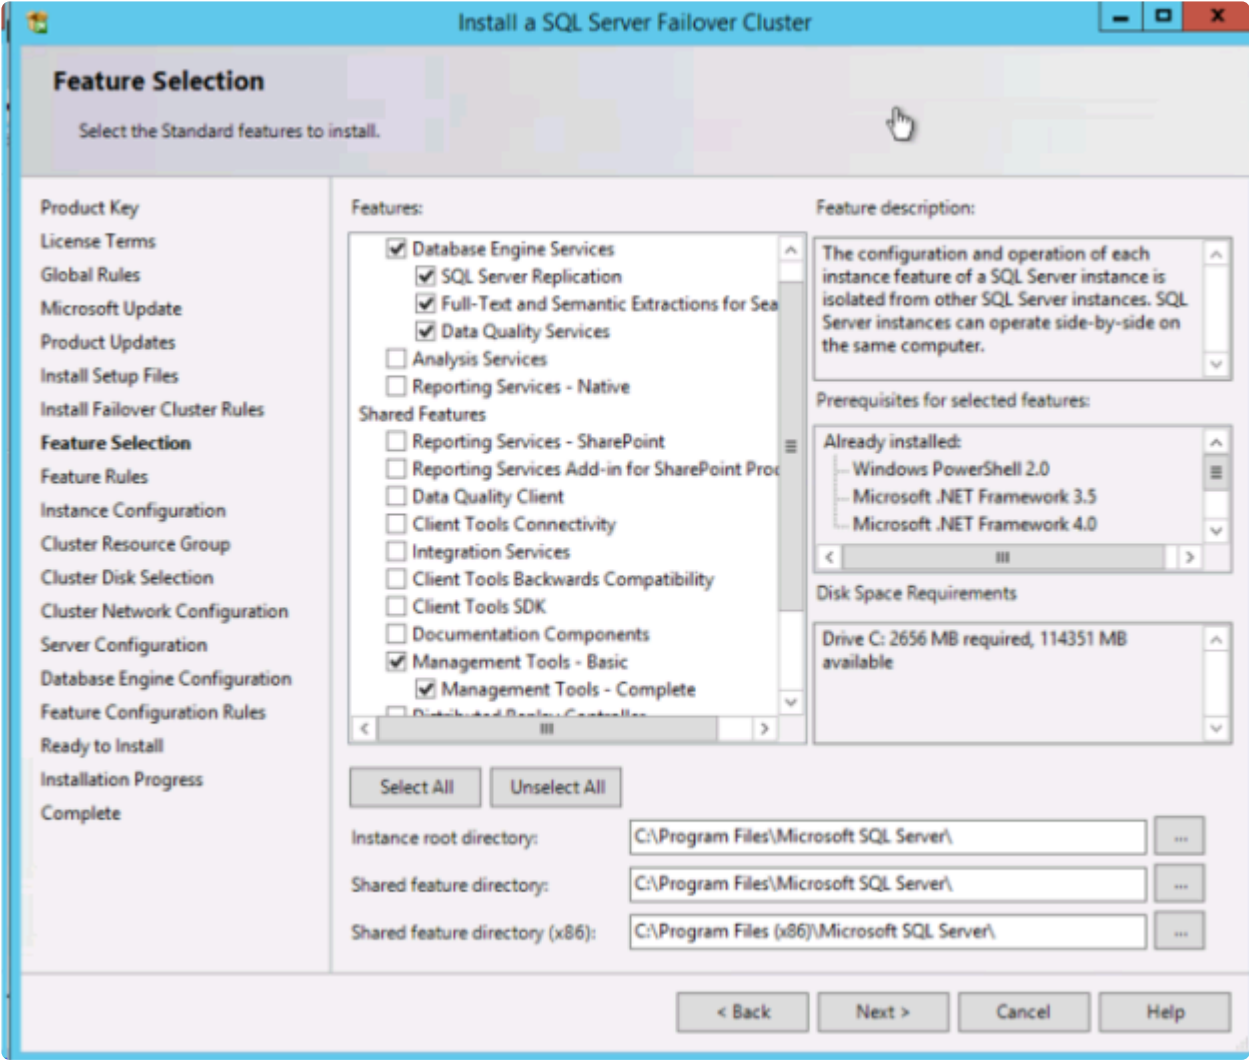 Install a SQL Server Failover Cluster
Feature Selection
Select the Standard features to install.
Product Key
License Terms
Global Rules
Microsoft Update
Product Updates
Install Setup Files
Install Failover Cluster Rules
Feature Selection
Feature Rules
Instance Configuration
Cluster Resource Group
Cluster Disk Selection
Cluster Network Configuration
Server Configuration
Database Engine Configuration
Feature Configuration Rules
Ready to Install
Installation Progress
Complete
Features:
Database Engine Services
SQL Server Replication
Full-Text and Semantic Extractions for Sea
Data Quality Services
Analysis Services
Reporting Services - Native
Shared Features
Reporting Services - SharePoint
Reporting Services Add-in for SharePoint Proc
Data Quality Client
Client Tools Connectivity
Integration Services
Client Tools Backwards Compatibility
Client Tools SDK
Documentation Components
Management Tools - Basic
Management Tools - Complete
Distributed Replay Controller
Select All
Unselect All
Feature description:
The configuration and operation of each
instance feature of a SQL Server instance is
isolated from other SQL Server instances. SQL
Server instances can operate side-by-side on
the same computer.
Prerequisites for selected features:
Already installed:
Windows PowerShell 2.0
Microsoft .NET Framework 3.5
Microsoft .NET Framework 4.0
Disk Space Requirements
Drive C: 2656 MB required, 114351 MB
available
Instance root directory:
C:\Program Files\Microsoft SQL Server\
...
Shared feature directory:
C:\Program Files\Microsoft SQL Server\
...
Shared feature directory (x86):
C:\Program Files (x86)\Microsoft SQL Server\
...
< Back
Next >
Cancel
Help